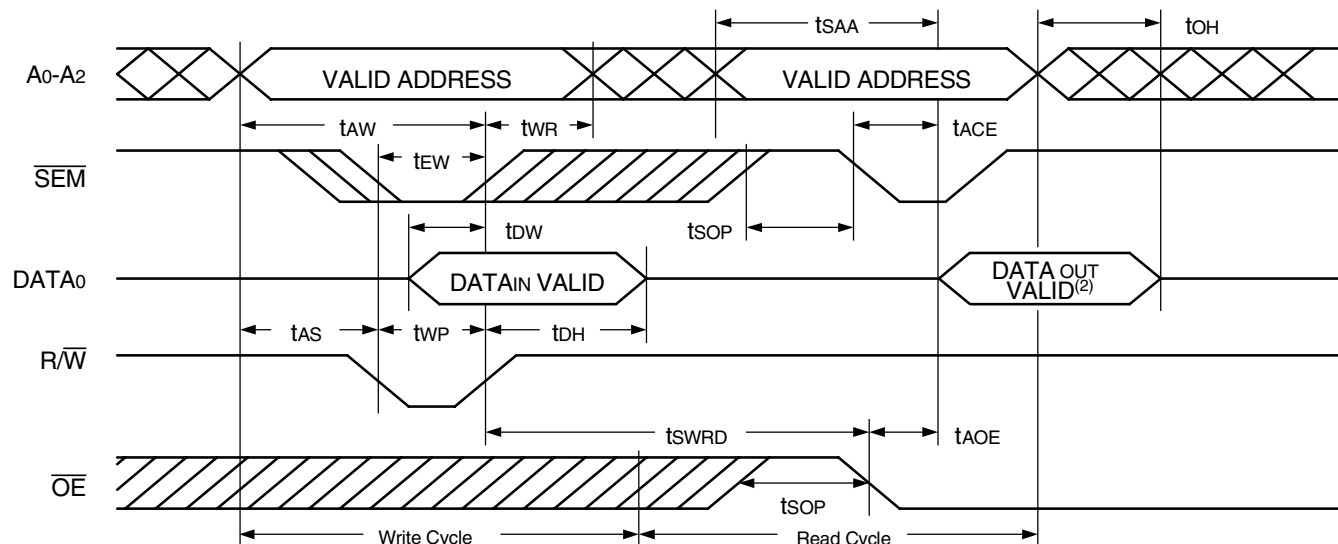 tSAA
tOH
A0-A2
VALID ADDRESS
VALID ADDRESS
tAW
tWR
tACE
tEW
SEM
tDW
tSOP
DATA0
DATAIN VALID
DATA OUT
VALID(2)
tAS
tWP
tDH
R/W
tSWRD
tAOE
OE
tSOP
Write Cycle
Read Cycle